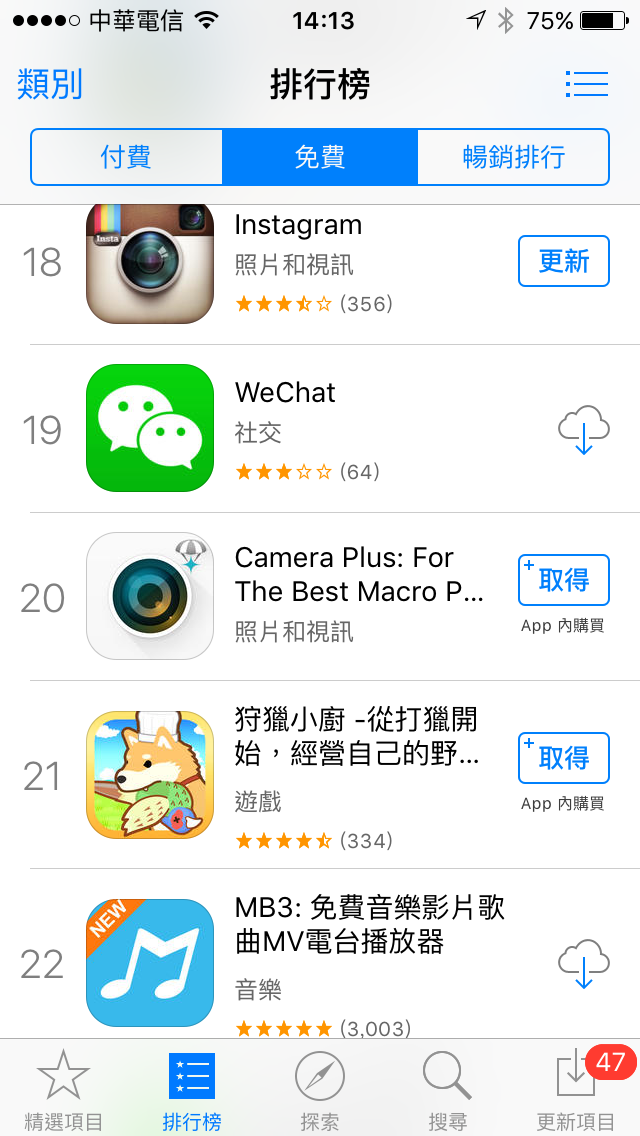 中華電信 14:13 75%
類別 排行榜
付費 免費 暢銷排行
18 Instagram
Insta
照片和視訊
更新
(356)
19 WeChat
社交
(64)
20 Camera Plus: For
The Best Macro P...
照片和視訊
+取得
App 內購買
21 狩獵小廚 -從打獵開
始，經營自己的野...
遊戲
+取得
App 內購買
(334)
22 MB3: 免費音樂影片歌
曲MV電台播放器
NEW
音樂
(3,003)
47
精選項目 排行榜 探索 搜尋 更新項目